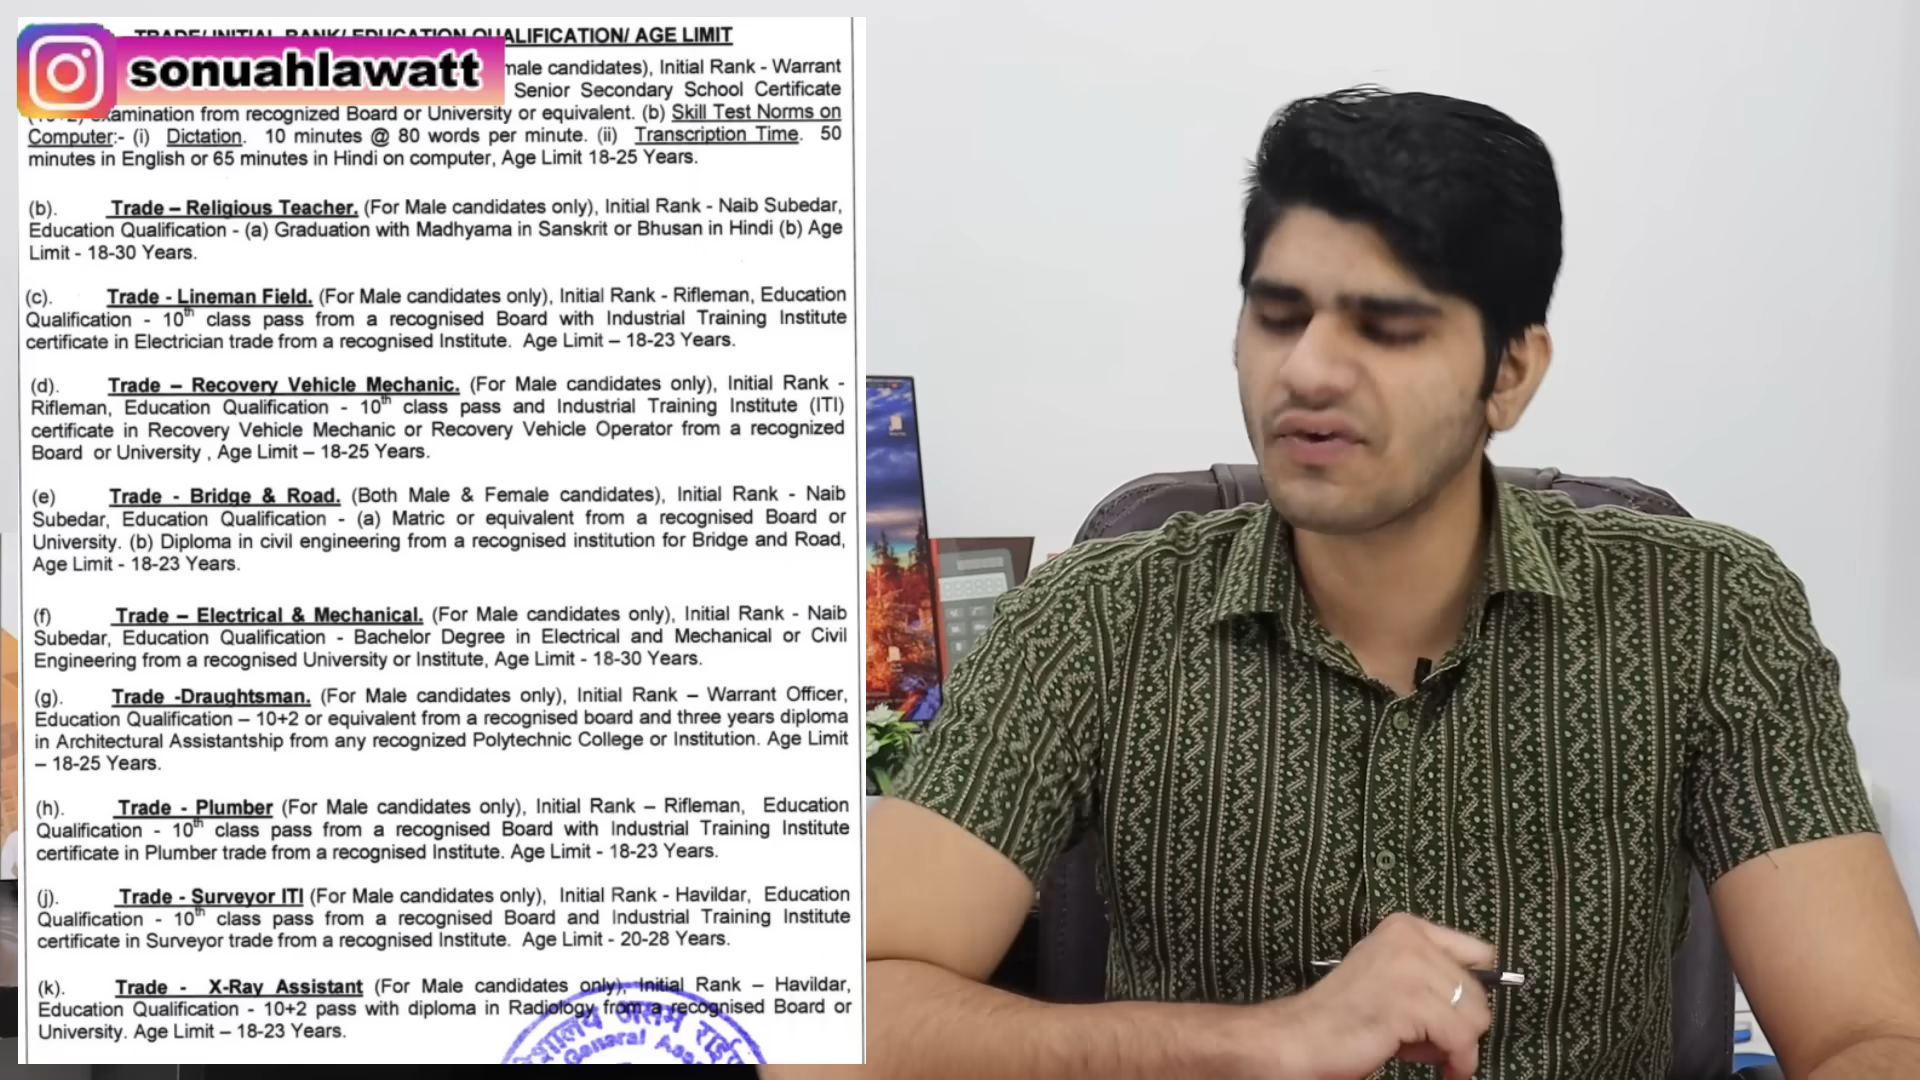 TRADE/ INITIAL RANK/ EDUCATION QUALIFICATION/ AGE LIMIT
sonuahlawatt
male candidates), Initial Rank - Warrant
Senior Secondary School Certificate
examination from recognized Board or University or equivalent. (b) Skill Test Norms on
Computer:- (i) Dictation. 10 minutes @ 80 words per minute. (ii) Transcription Time. 50
minutes in English or 65 minutes in Hindi on computer, Age Limit 18-25 Years.
(b). Trade – Religious Teacher. (For Male candidates only), Initial Rank - Naib Subedar,
Education Qualification - (a) Graduation with Madhyama in Sanskrit or Bhusan in Hindi (b) Age
Limit - 18-30 Years.
(c). Trade - Lineman Field. (For Male candidates only), Initial Rank - Rifleman, Education
Qualification - 10th class pass from a recognised Board with Industrial Training Institute
certificate in Electrician trade from a recognised Institute. Age Limit – 18-23 Years.
(d). Trade – Recovery Vehicle Mechanic. (For Male candidates only), Initial Rank -
Rifleman, Education Qualification - 10th class pass and Industrial Training Institute (ITI)
certificate in Recovery Vehicle Mechanic or Recovery Vehicle Operator from a recognized
Board or University , Age Limit – 18-25 Years.
(e) Trade - Bridge & Road. (Both Male & Female candidates), Initial Rank - Naib
Subedar, Education Qualification - (a) Matric or equivalent from a recognised Board or
University. (b) Diploma in civil engineering from a recognised institution for Bridge and Road,
Age Limit - 18-23 Years.
(f) Trade – Electrical & Mechanical. (For Male candidates only), Initial Rank - Naib
Subedar, Education Qualification - Bachelor Degree in Electrical and Mechanical or Civil
Engineering from a recognised University or Institute, Age Limit - 18-30 Years.
(g). Trade -Draughtsman. (For Male candidates only), Initial Rank – Warrant Officer,
Education Qualification – 10+2 or equivalent from a recognised board and three years diploma
in Architectural Assistantship from any recognized Polytechnic College or Institution. Age Limit
– 18-25 Years.
(h). Trade - Plumber (For Male candidates only), Initial Rank – Rifleman, Education
Qualification - 10th class pass from a recognised Board with Industrial Training Institute
certificate in Plumber trade from a recognised Institute. Age Limit - 18-23 Years.
(j). Trade - Surveyor ITI (For Male candidates only), Initial Rank - Havildar, Education
Qualification - 10th class pass from a recognised Board and Industrial Training Institute
certificate in Surveyor trade from a recognised Institute. Age Limit - 20-28 Years.
(k). Trade - X-Ray Assistant (For Male candidates only), Initial Rank – Havildar,
Education Qualification - 10+2 pass with diploma in Radiology from a recognised Board or
University. Age Limit – 18-23 Years.
असम
General